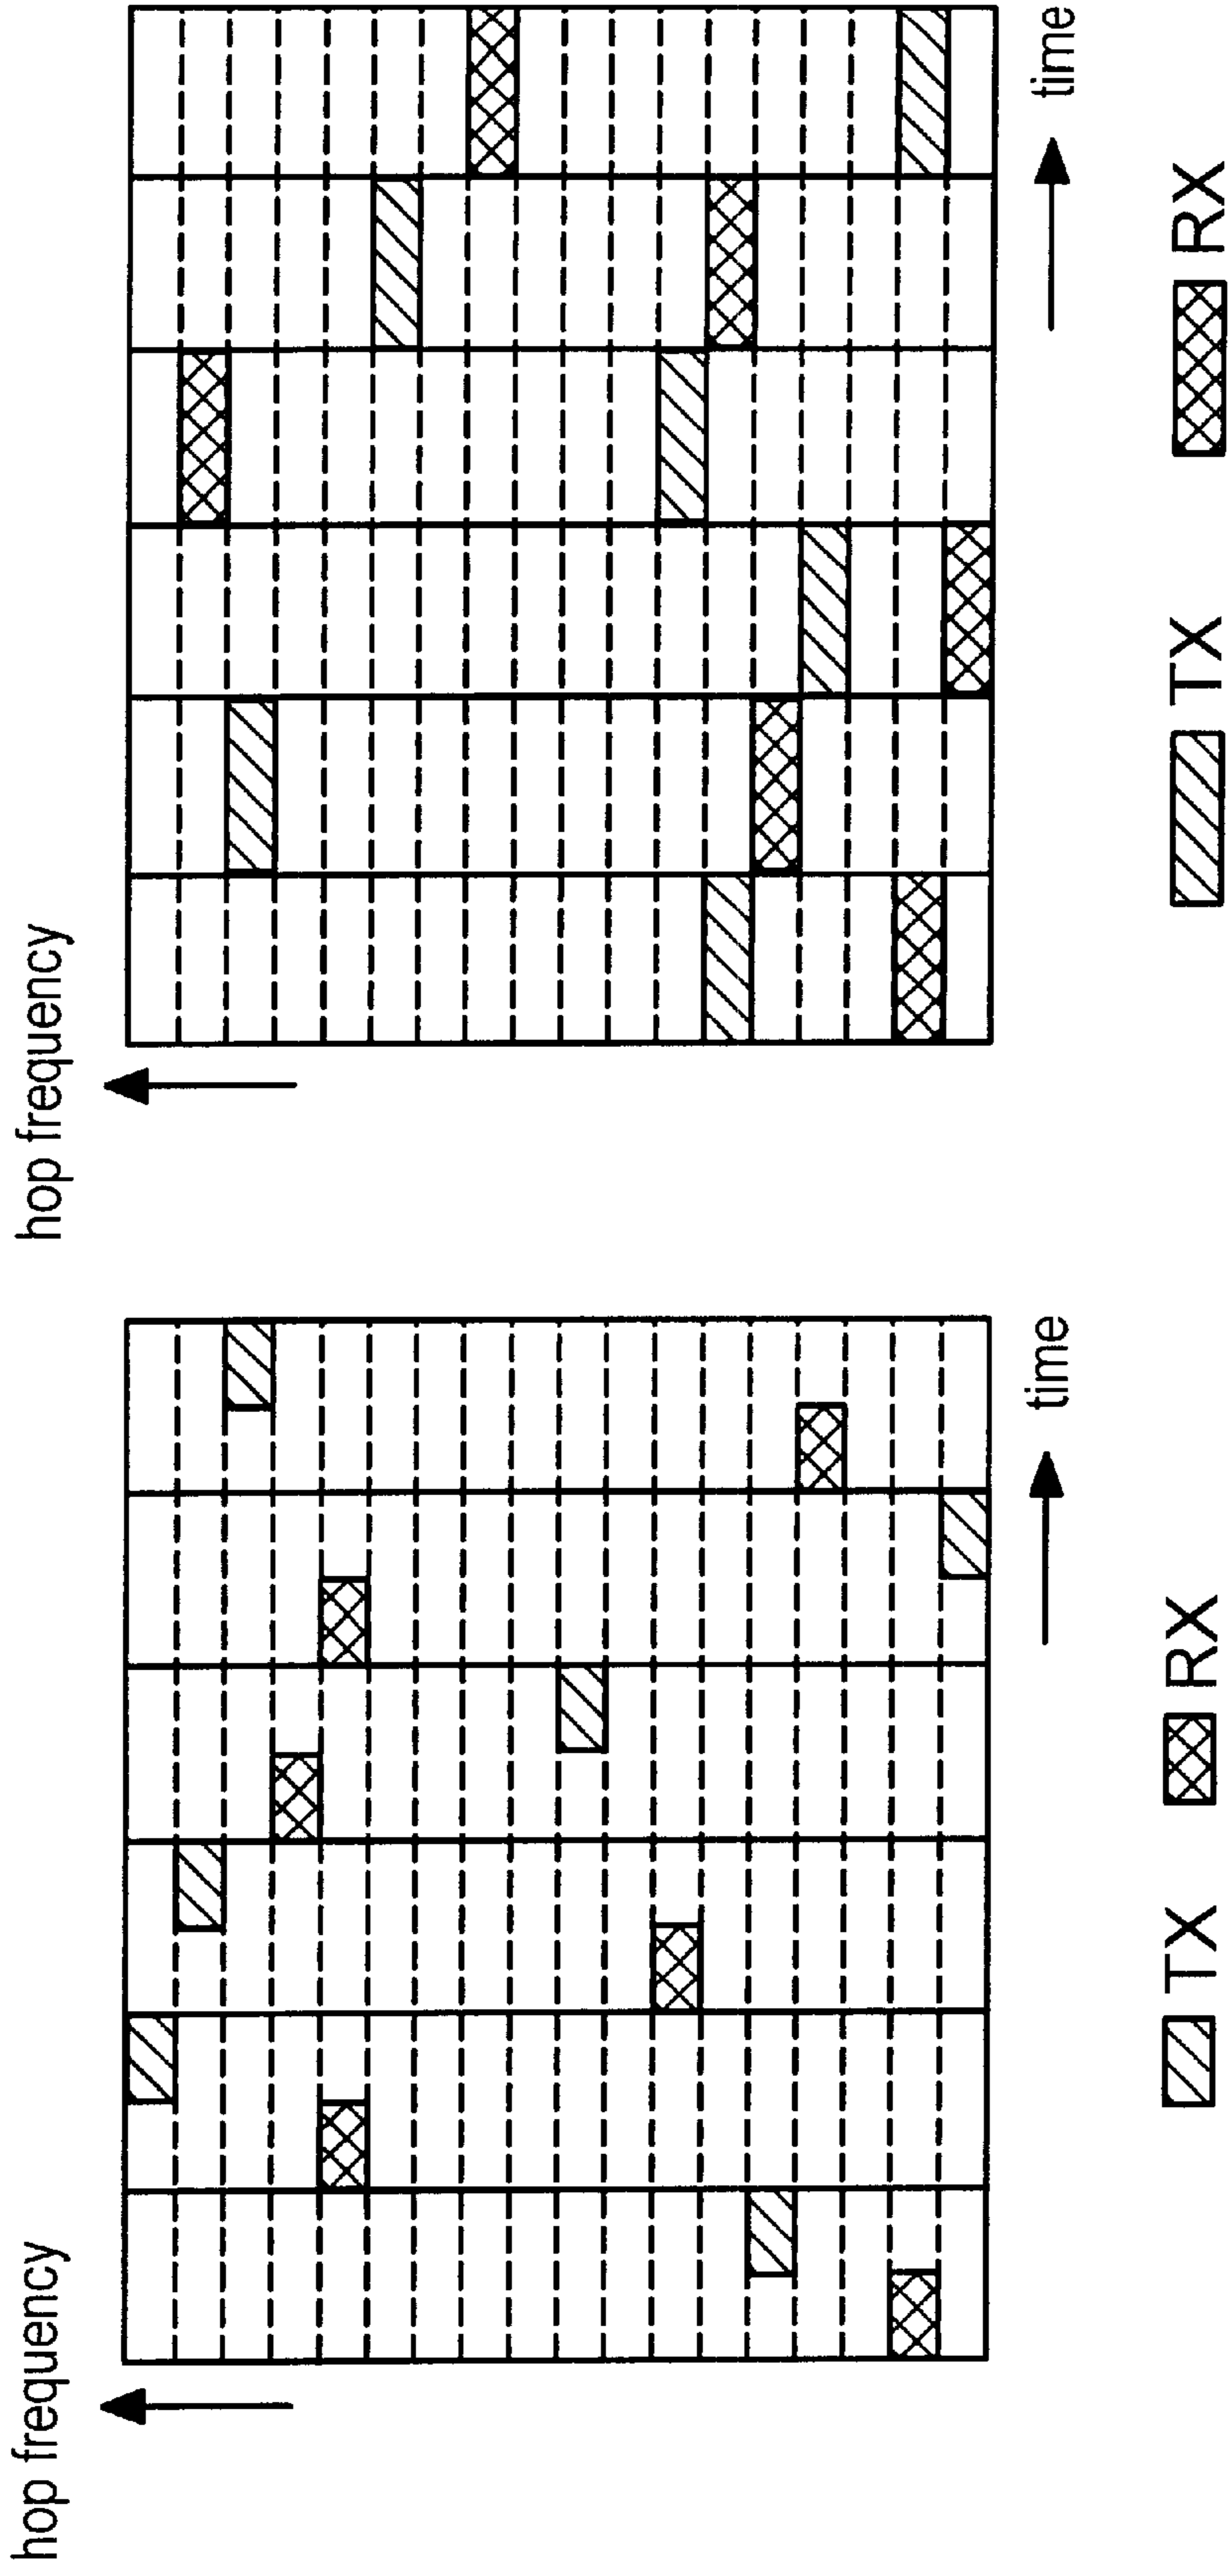 hop frequency
time
TX
RX
hop frequency
time
TX
RX